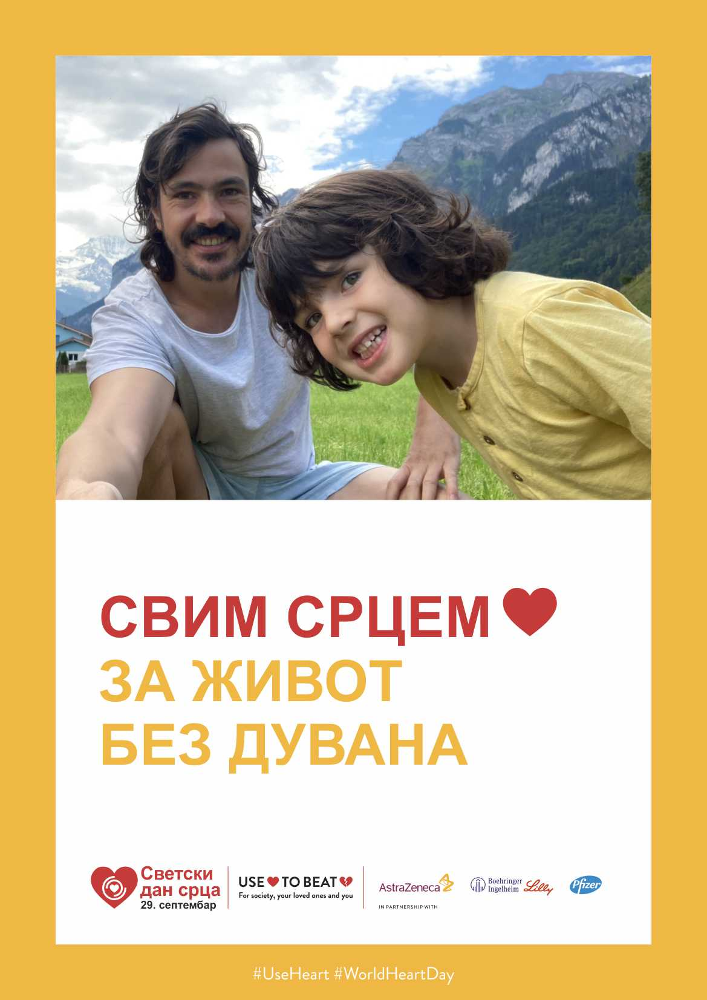 СВИМ СРЦЕМ
ЗА ЖИВОТ
БЕЗ ДУВАНА
Светски
дан срца
29. септембар
USE TO BEAT
For society, your loved ones and you
AstraZeneca
IN PARTNERSHIP WITH
Boehringer
Ingelheim
Lilly
Pfizer
#UseHeart #WorldHeartDay